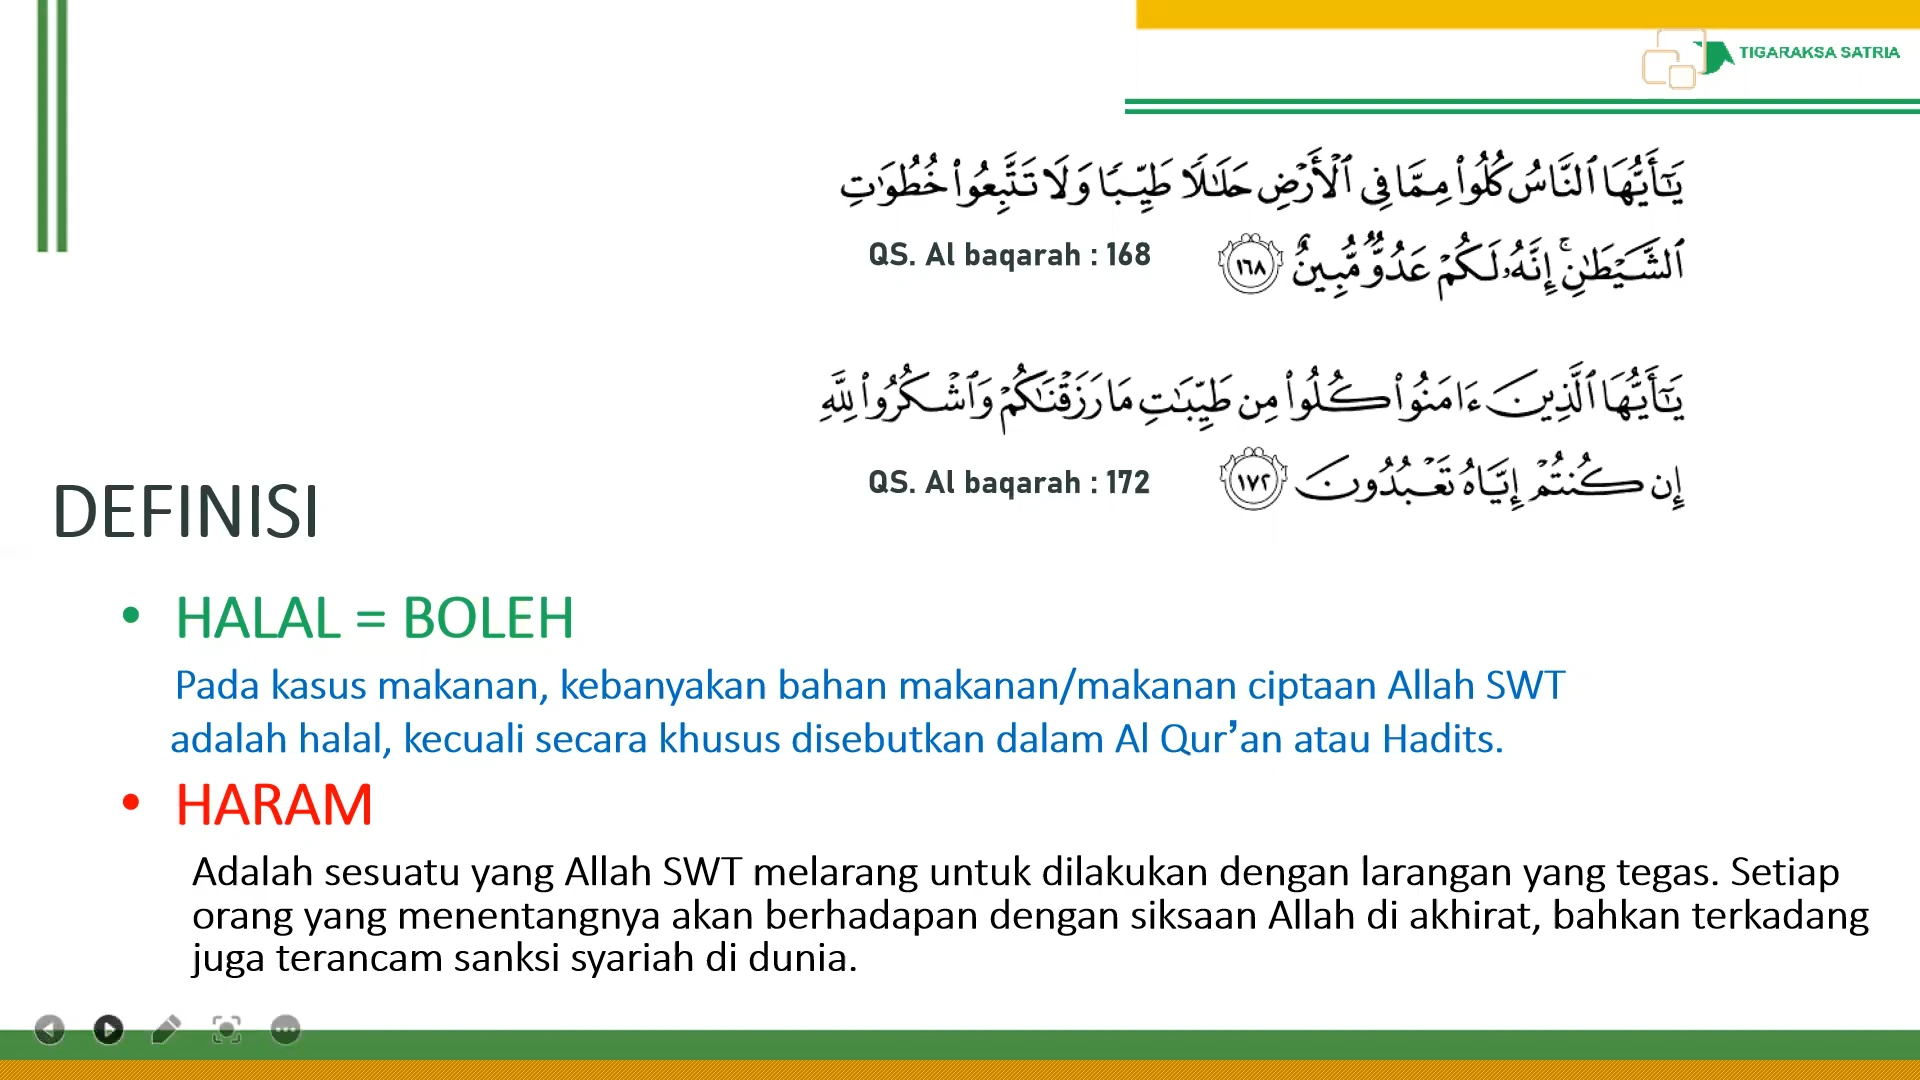 TIGARAKSA SATRIA
يَـٰٓأَيُّهَا ٱلنَّاسُ كُلُوا۟ مِمَّا فِى ٱلْأَرْضِ حَلَـٰلًا طَيِّبًا وَلَا تَتَّبِعُوا۟ خُطُوَٰتِ
ٱلشَّيْطَـٰنِ ۚ إِنَّهُۥ لَكُمْ عَدُوٌّ مُّبِينٌ ١٦٨
QS. Al baqarah : 168
يَـٰٓأَيُّهَا ٱلَّذِينَ ءَامَنُوا۟ كُلُوا۟ مِن طَيِّبَـٰتِ مَا رَزَقْنَـٰكُمْ وَٱشْكُرُوا۟ لِلَّهِ
إِن كُنتُمْ إِيَّاهُ تَعْبُدُونَ ١٧٢
QS. Al baqarah : 172
DEFINISI
• HALAL = BOLEH
Pada kasus makanan, kebanyakan bahan makanan/makanan ciptaan Allah SWT
adalah halal, kecuali secara khusus disebutkan dalam Al Qur’an atau Hadits.
• HARAM
Adalah sesuatu yang Allah SWT melarang untuk dilakukan dengan larangan yang tegas. Setiap
orang yang menentangnya akan berhadapan dengan siksaan Allah di akhirat, bahkan terkadang
juga terancam sanksi syariah di dunia.